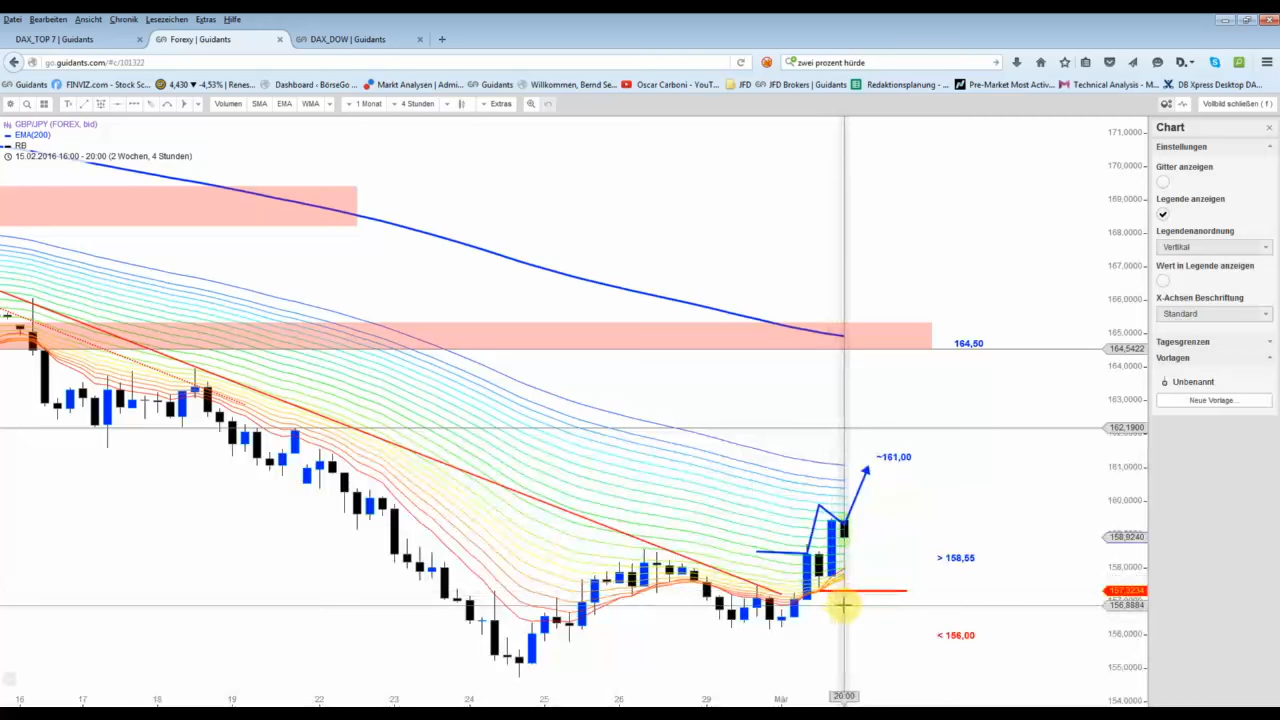 Datei Bearbeiten Ansicht Chronik Lesezeichen Extras Hilfe
DAX_TOP 7 | Guidants × Forexy | Guidants × DAX_DOW | Guidants × +
go.guidants.com/#c/101322 zwei prozent hürde
Guidants FINVIZ.com - Stock Sc... 4,430 ▼ -4,53% | Renes... Dashboard ‹ BörseGo ... Markt Analysen | Admi... Guidants Willkommen, Bernd Se... Oscar Carboni - YouT... JFD JFD Brokers | Guidants Redaktionsplanung - ... Pre-Market Most Activ... Technical Analysis - M... DB Xpress Desktop DA...
Volumen SMA EMA WMA 1 Monat 4 Stunden Extras Vollbild schließen ( f )
GBP/JPY (FOREX, bid)
EMA(200)
RB
15.02.2016 16:00 - 20:00 (2 Wochen, 4 Stunden)
171,0000
170,0000
168,0000
167,0000
166,0000
165,0000
164,50
164,5422
164,0000
163,0000
162,1900
~161,00
161,0000
160,0000
158,9240
> 158,55
158,0000
157,3234
156,8884
< 156,00
156,0000
155,0000
154,0000
16 17 18 19 22 23 24 25 26 29 Mär 20:00
Chart ×
Einstellungen
Gitter anzeigen
Legende anzeigen
Legendenanordnung
Vertikal
Wert in Legende anzeigen
X-Achsen Beschriftung
Standard
Tagesgrenzen
Vorlagen
Unbenannt
Neue Vorlage...